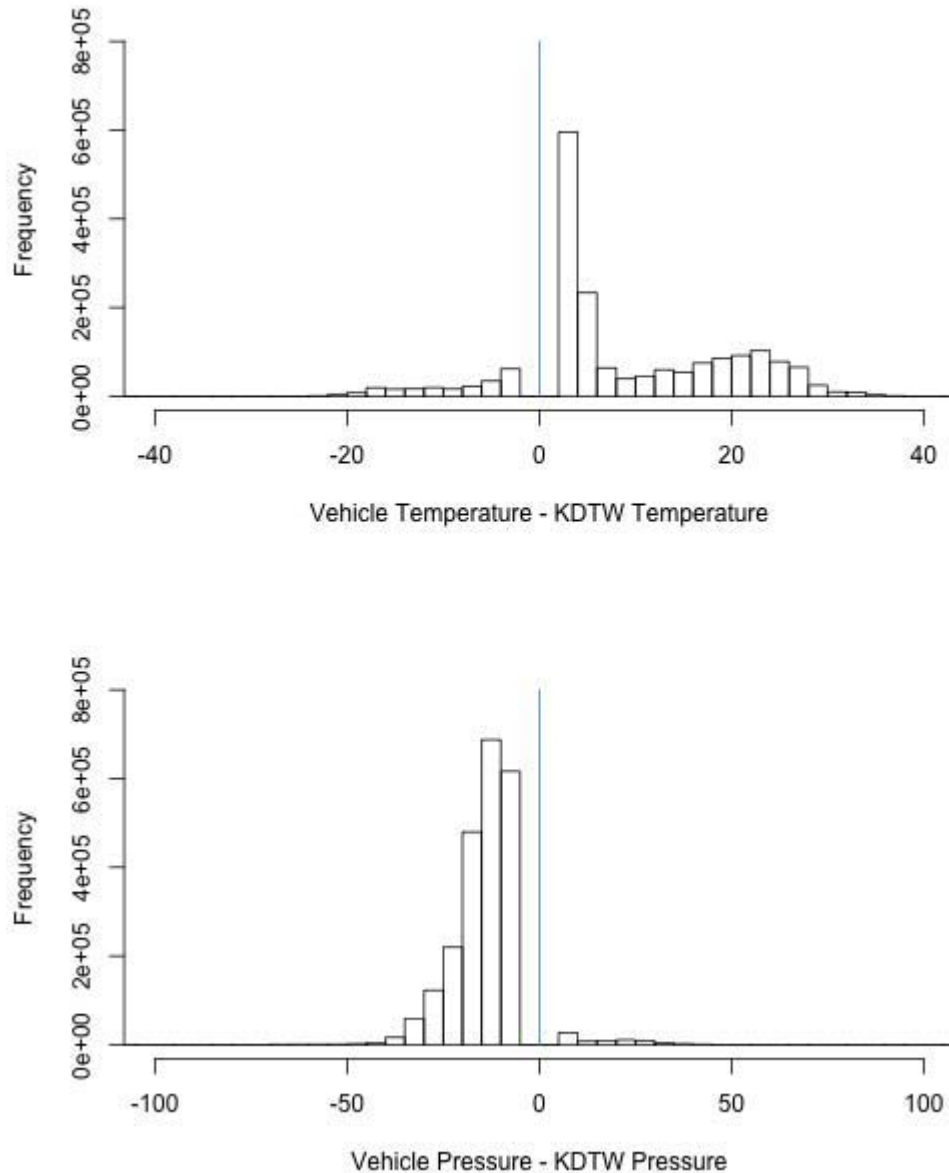 8e+05
6e+05
4e+05
2e+05
0e+00
Frequency
-40 -20 0 20 40
Vehicle Temperature - KDTW Temperature
8e+05
6e+05
4e+05
2e+05
0e+00
Frequency
-100 -50 0 50 100
Vehicle Pressure - KDTW Pressure